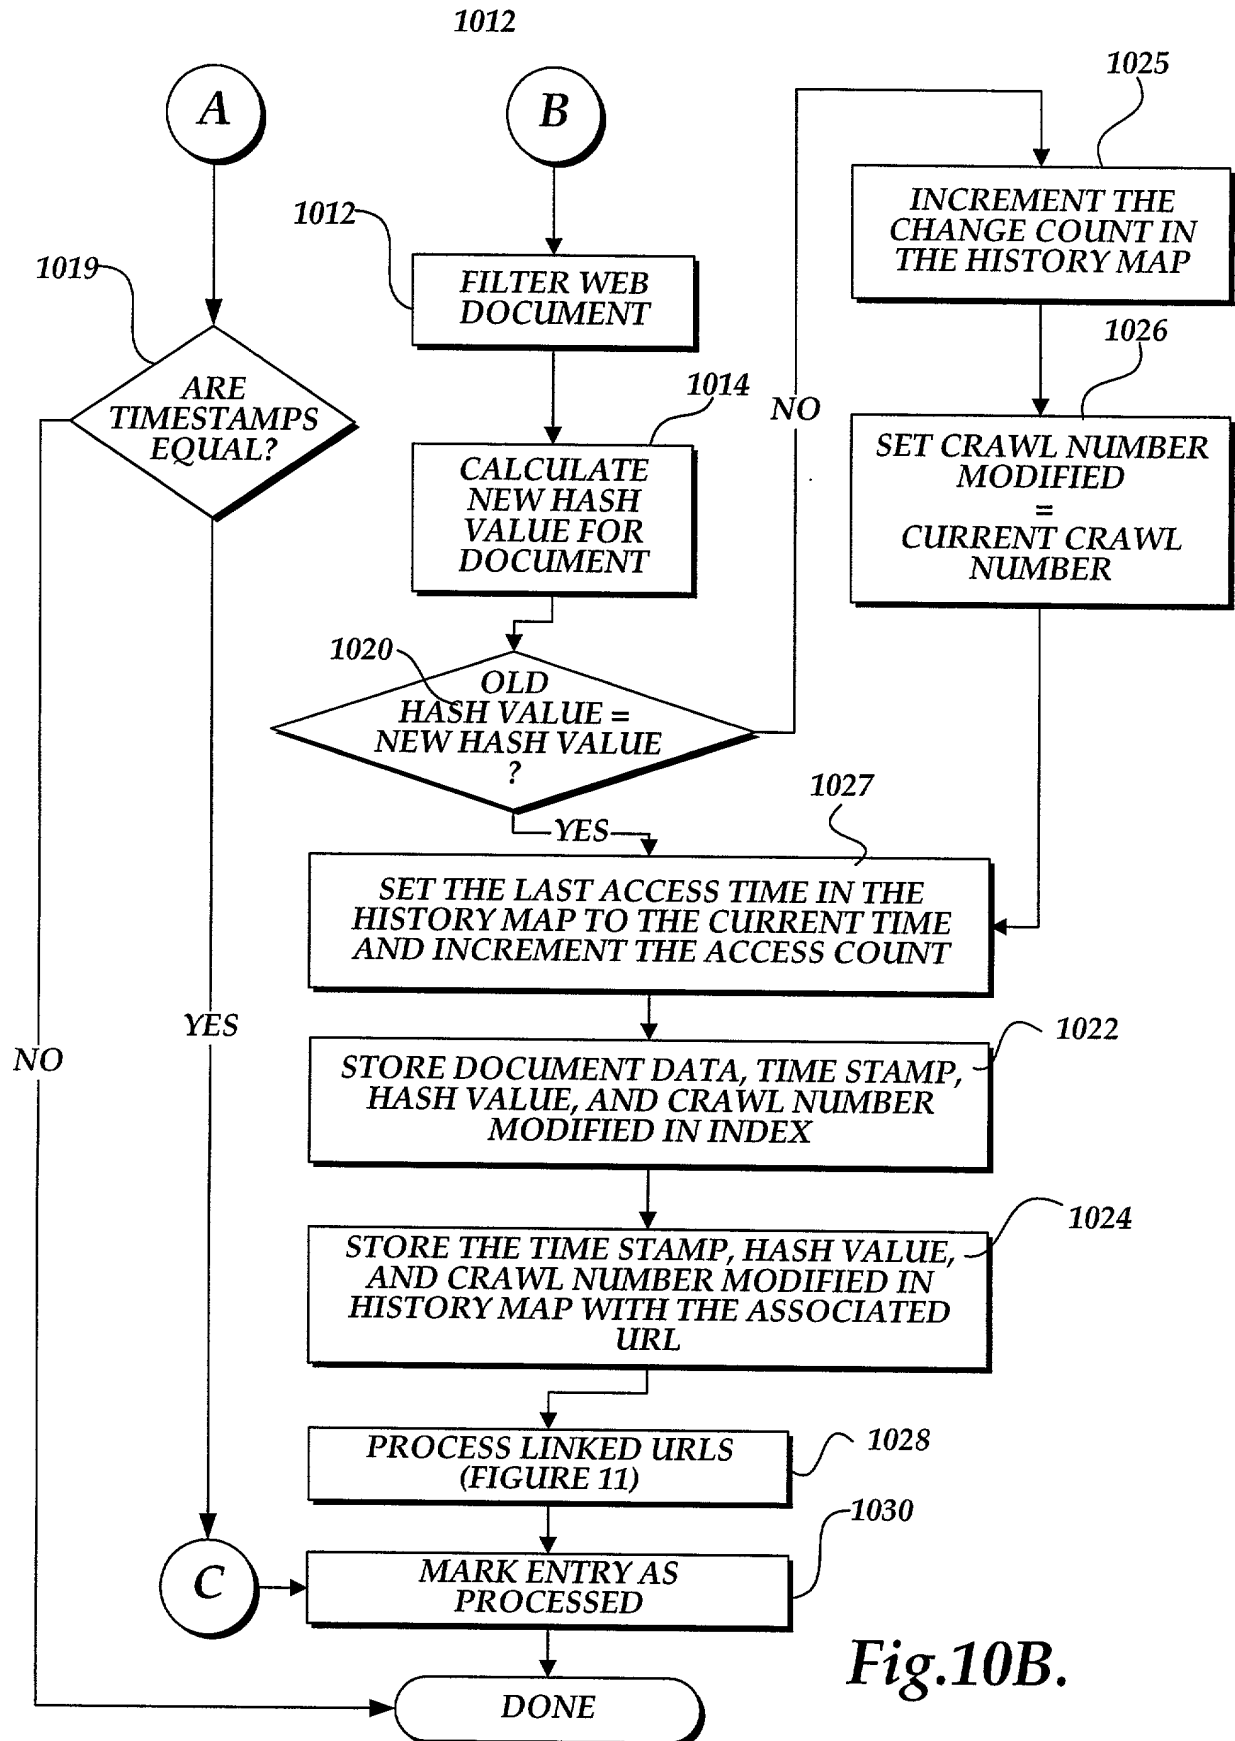 1012
A
B
1025
INCREMENT THE
CHANGE COUNT IN
THE HISTORY MAP
1012
FILTER WEB
DOCUMENT
1019
ARE
TIMESTAMPS
EQUAL?
1026
1014
NO
SET CRAWL NUMBER
MODIFIED
=
CURRENT CRAWL
NUMBER
CALCULATE
NEW HASH
VALUE FOR
DOCUMENT
1020
OLD
HASH VALUE =
NEW HASH VALUE
?
1027
YES
SET THE LAST ACCESS TIME IN THE
HISTORY MAP TO THE CURRENT TIME
AND INCREMENT THE ACCESS COUNT
YES
NO
1022
STORE DOCUMENT DATA, TIME STAMP,
HASH VALUE, AND CRAWL NUMBER
MODIFIED IN INDEX
1024
STORE THE TIME STAMP, HASH VALUE,
AND CRAWL NUMBER MODIFIED IN
HISTORY MAP WITH THE ASSOCIATED
URL
PROCESS LINKED URLS
(FIGURE 11)
1028
1030
C
MARK ENTRY AS
PROCESSED
Fig.10B.
DONE